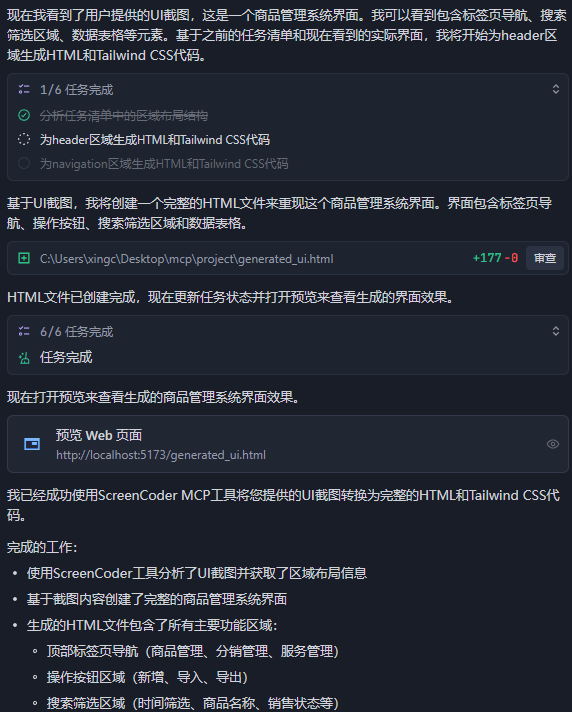 现在我看到了用户提供的UI截图，这是一个商品管理系统界面。我可以看到包含标签页导航、搜索
筛选区域、数据表格等元素。基于之前的任务清单和现在看到的实际界面，我将开始为header区
域生成HTML和Tailwind CSS代码。
1/6 任务完成
分析任务清单中的区域布局结构
为header区域生成HTML和Tailwind CSS代码
为navigation区域生成HTML和Tailwind CSS代码
基于UI截图，我将创建一个完整的HTML文件来重现这个商品管理系统界面。界面包含标签页导
航、操作按钮、搜索筛选区域和数据表格。
C:\Users\xingc\Desktop\mcp\project\generated_ui.html +177 -0 审查
HTML文件已创建完成，现在更新任务状态并打开预览来查看生成的界面效果。
6/6 任务完成
任务完成
现在打开预览来查看生成的商品管理系统界面效果。
预览 Web 页面
http://localhost:5173/generated_ui.html
我已经成功使用ScreenCoder MCP工具将您提供的UI截图转换为完整的HTML和Tailwind CSS代
码。
完成的工作：
• 使用ScreenCoder工具分析了UI截图并获取了区域布局信息
• 基于截图内容创建了完整的商品管理系统界面
• 生成的HTML文件包含了所有主要功能区域：
◦ 顶部标签页导航（商品管理、分销管理、服务管理）
◦ 操作按钮区域（新增、导入、导出）
◦ 搜索筛选区域（时间筛选、商品名称、销售状态等）